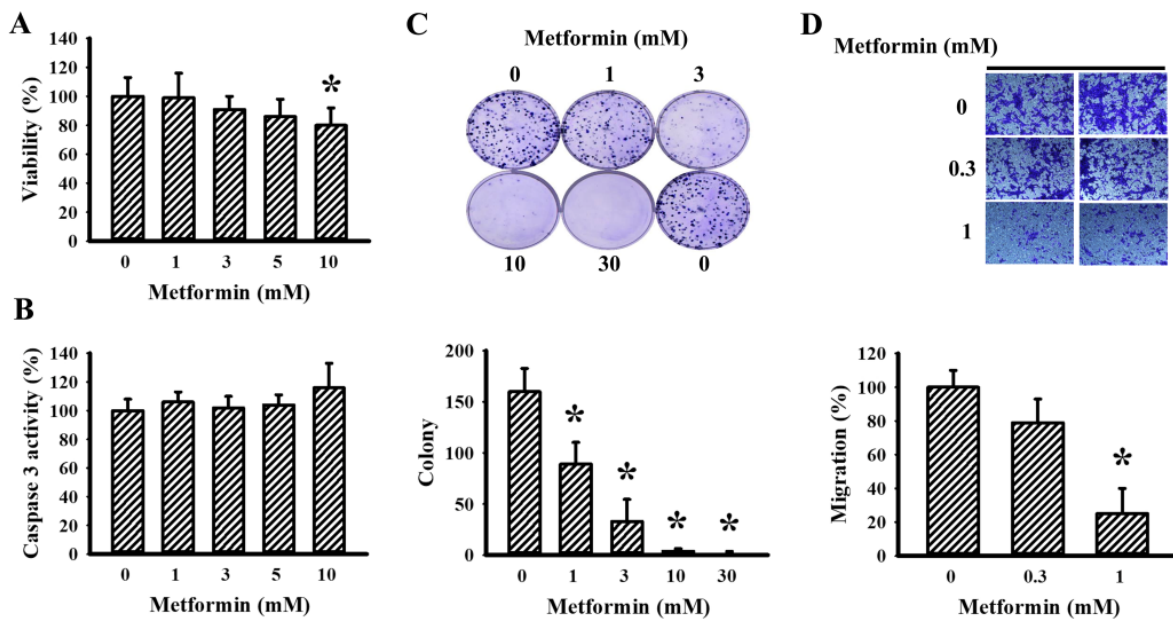 A
Viability (%)
140
120
100
80
60
40
20
0
*
0 1 3 5 10
Metformin (mM)
B
Caspase 3 activity (%)
140
120
100
80
60
40
20
0
0 1 3 5 10
Metformin (mM)
C
Metformin (mM)
0 1 3
10 30 0
Colony
200
150
100
50
0
* * * *
0 1 3 10 30
Metformin (mM)
D
Metformin (mM)
0
0.3
1
Migration (%)
120
100
80
60
40
20
0
*
0 0.3 1
Metformin (mM)